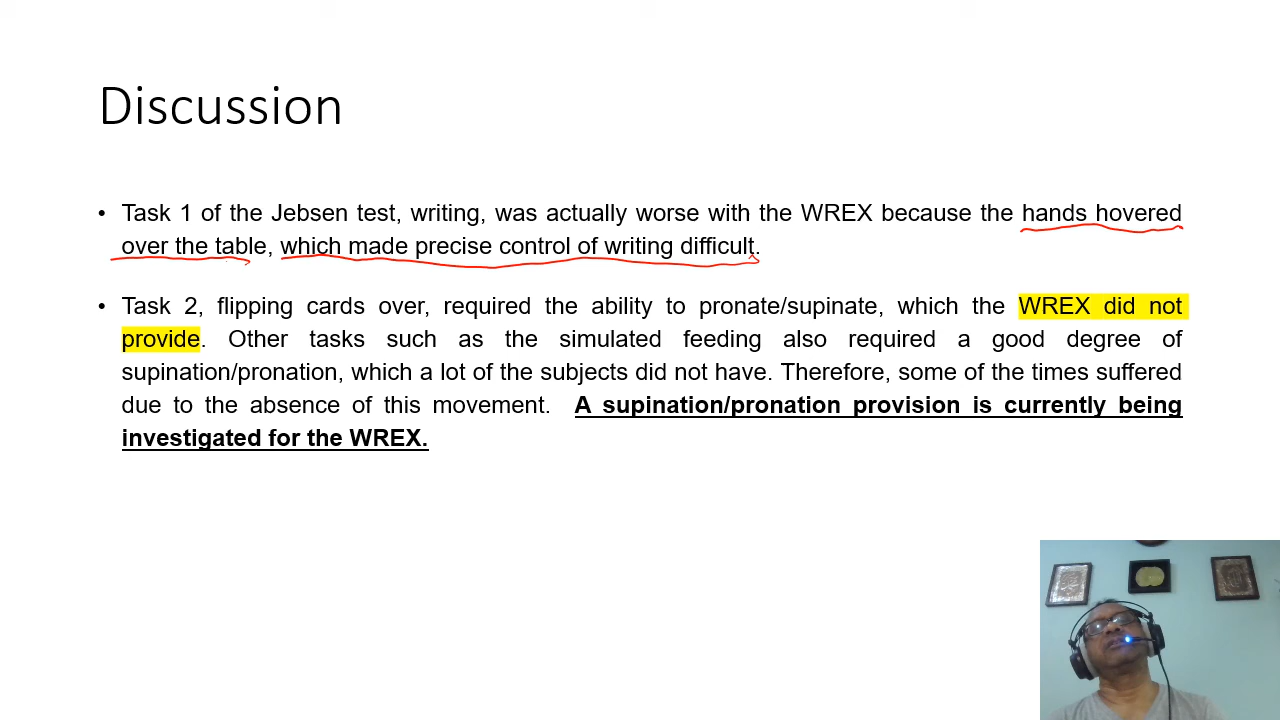 Discussion
• Task 1 of the Jebsen test, writing, was actually worse with the WREX because the hands hovered
over the table, which made precise control of writing difficult.
• Task 2, flipping cards over, required the ability to pronate/supinate, which the WREX did not
provide. Other tasks such as the simulated feeding also required a good degree of
supination/pronation, which a lot of the subjects did not have. Therefore, some of the times suffered
due to the absence of this movement. A supination/pronation provision is currently being
investigated for the WREX.